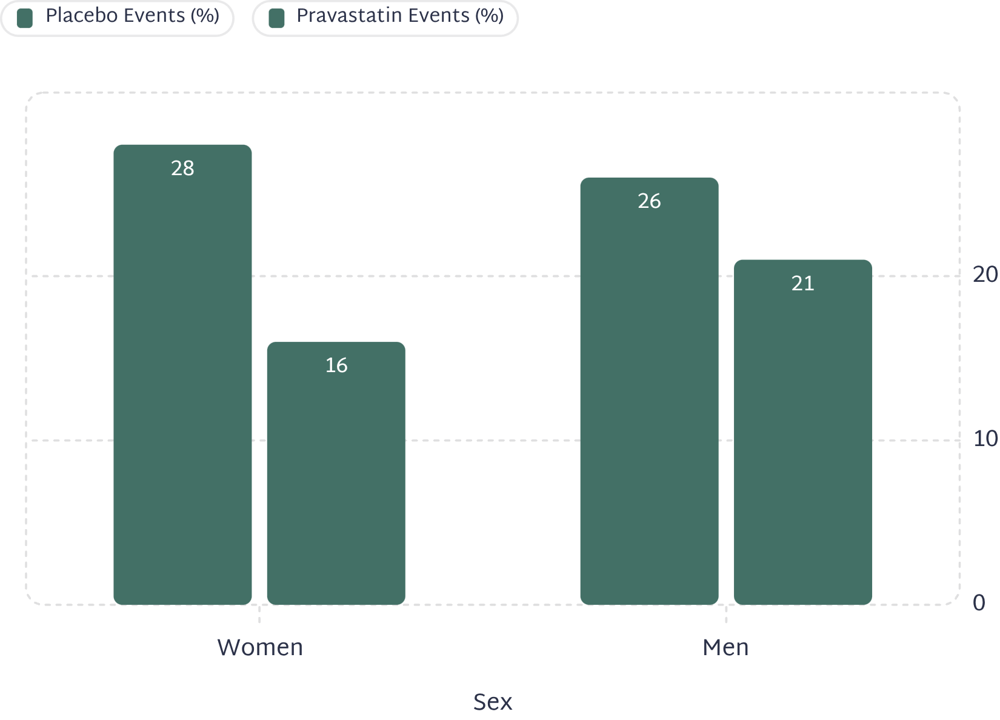 Placebo Events (%)
Pravastatin Events (%)
28
26
21
16
20
10
0
Women
Men
Sex